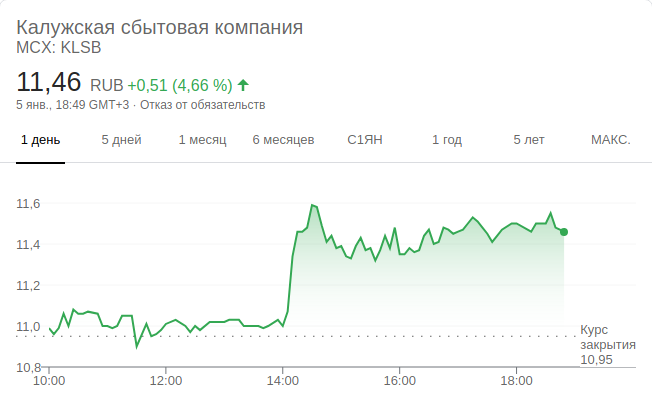 Калужская сбытовая компания
MCX: KLSB
11,46 RUB +0,51 (4,66 %)
5 янв., 18:49 GMT+3 · Отказ от обязательств
1 день 5 дней 1 месяц 6 месяцев С1ЯН 1 год 5 лет МАКС.
11,6
11,4
11,2
11,0
Курс
закрытия
10,95
10,8
10:00 12:00 14:00 16:00 18:00